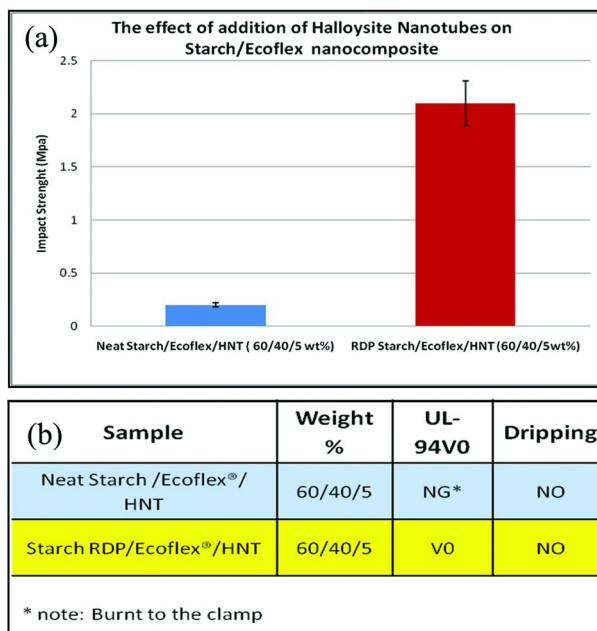 (a)
The effect of addition of Halloysite Nanotubes on
Starch/Ecoflex nanocomposite
2.5
2
1.5
1
0.5
0
Impact Strenght (Mpa)
Neat Starch/Ecoflex/HNT ( 60/40/5 wt%)
RDP Starch/Ecoflex/HNT (60/40/5wt%)
(b)
Sample
Weight
%
UL-
94V0
Dripping
Neat Starch /Ecoflex®/
HNT
60/40/5
NG*
NO
Starch RDP/Ecoflex®/HNT
60/40/5
V0
NO
* note: Burnt to the clamp